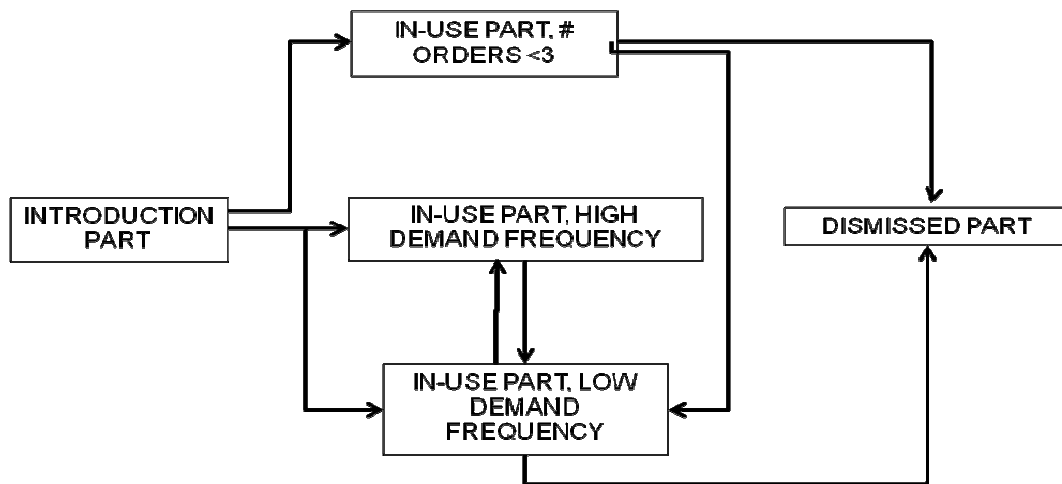 IN-USE PART, #
ORDERS <3
INTRODUCTION
PART
IN-USE PART, HIGH
DEMAND FREQUENCY
DISMISSED PART
IN-USE PART, LOW
DEMAND
FREQUENCY